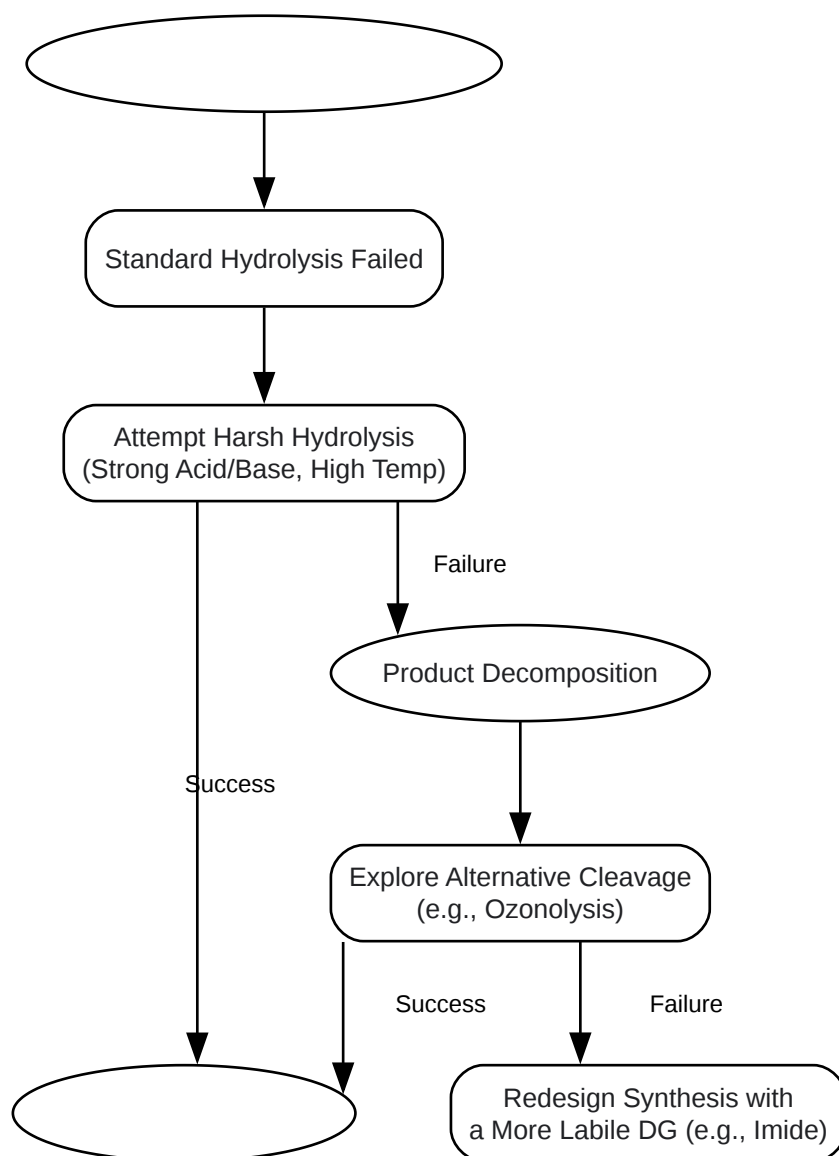 Standard Hydrolysis Failed
Attempt Harsh Hydrolysis
(Strong Acid/Base, High Temp)
Failure
Product Decomposition
Success
Explore Alternative Cleavage
(e.g., Ozonolysis)
Success
Failure
Redesign Synthesis with
a More Labile DG (e.g., Imide)